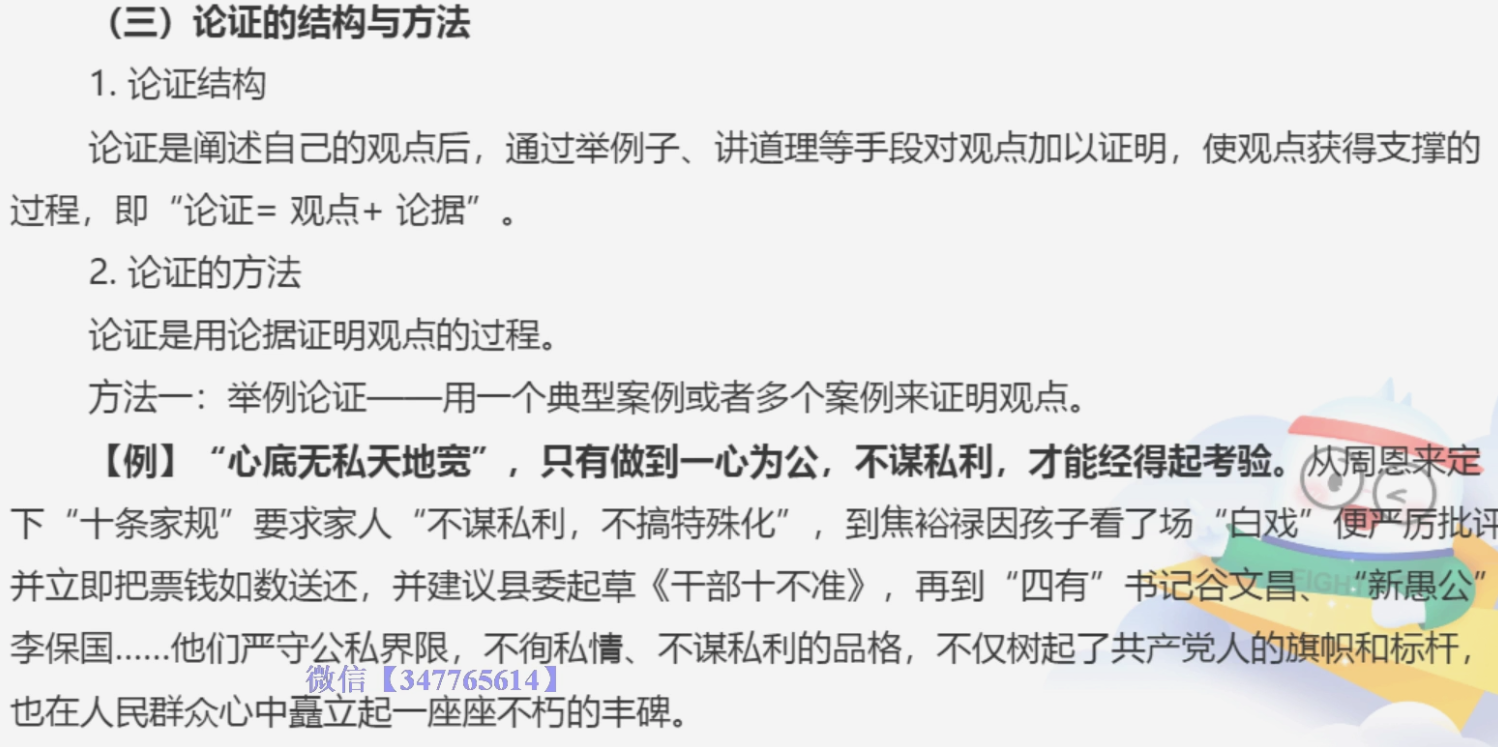 （三）论证的结构与方法
1. 论证结构
论证是阐述自己的观点后，通过举例子、讲道理等手段对观点加以证明，使观点获得支撑的
过程，即“论证= 观点+ 论据”。
2. 论证的方法
论证是用论据证明观点的过程。
方法一：举例论证——用一个典型案例或者多个案例来证明观点。
【例】“心底无私天地宽”，只有做到一心为公，不谋私利，才能经得起考验。从周恩来定
下“十条家规”要求家人“不谋私利，不搞特殊化”，到焦裕禄因孩子看了场“白戏”便严厉批评
并立即把票钱如数送还，并建议县委起草《干部十不准》，再到“四有”书记谷文昌、“新愚公”
李保国......他们严守公私界限，不徇私情、不谋私利的品格，不仅树起了共产党人的旗帜和标杆，
微信【347765614】
也在人民群众心中矗立起一座座不朽的丰碑。